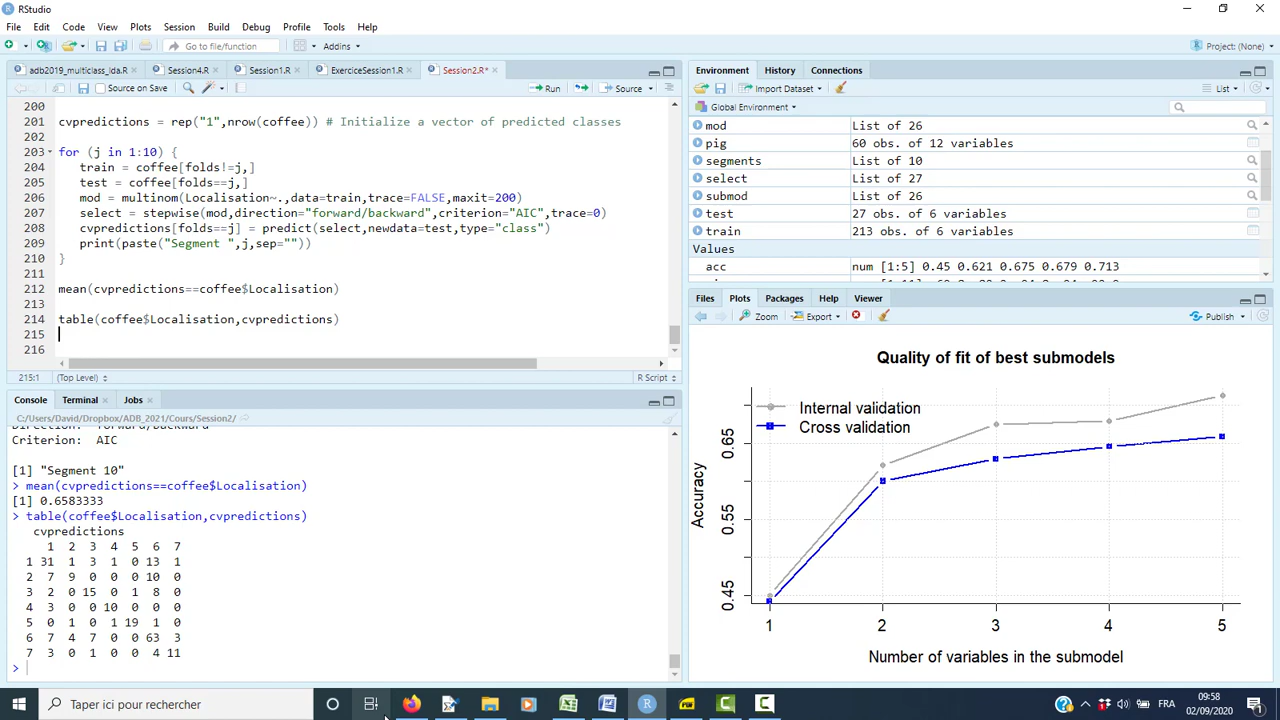 RStudio
File Edit Code View Plots Session Build Debug Profile Tools Help
Go to file/function Addins Project: (None)
adb2019_multiclass_lda.R Session4.R Session1.R ExerciceSession1.R Session2.R*
Source on Save Run Source
200
201 cvpredictions = rep("1",nrow(coffee)) # Initialize a vector of predicted classes
202
203 for (j in 1:10) {
204 train = coffee[folds!=j,]
205 test = coffee[folds==j,]
206 mod = multinom(Localisation~.,data=train,trace=FALSE,maxit=200)
207 select = stepwise(mod,direction="forward/backward",criterion="AIC",trace=0)
208 cvpredictions[folds==j] = predict(select,newdata=test,type="class")
209 print(paste("Segment ",j,sep=""))
210 }
211
212 mean(cvpredictions==coffee$Localisation)
213
214 table(coffee$Localisation,cvpredictions)
215
216
215:1 (Top Level) R Script
Console Terminal Jobs
C:/Users/David/Dropbox/ADB_2021/Cours/Session2/
Direction: forward/backward
Criterion: AIC
[1] "Segment 10"
> mean(cvpredictions==coffee$Localisation)
[1] 0.6583333
> table(coffee$Localisation,cvpredictions)
cvpredictions
1 2 3 4 5 6 7
1 31 1 3 1 0 13 1
2 7 9 0 0 0 10 0
3 2 0 15 0 1 8 0
4 3 0 0 10 0 0 0
5 0 1 0 1 19 1 0
6 7 4 7 0 0 63 3
7 3 0 1 0 0 4 11
>
Environment History Connections
Import Dataset List
Global Environment
mod List of 26
pig 60 obs. of 12 variables
segments List of 10
select List of 27
submod List of 26
test 27 obs. of 6 variables
train 213 obs. of 6 variables
Values
acc num [1:5] 0.45 0.621 0.675 0.679 0.713
Files Plots Packages Help Viewer
Zoom Export Publish
Quality of fit of best submodels
Internal validation
Cross validation
Accuracy
0.65
0.55
0.45
1 2 3 4 5
Number of variables in the submodel
Taper ici pour rechercher
FRA
09:58
02/09/2020